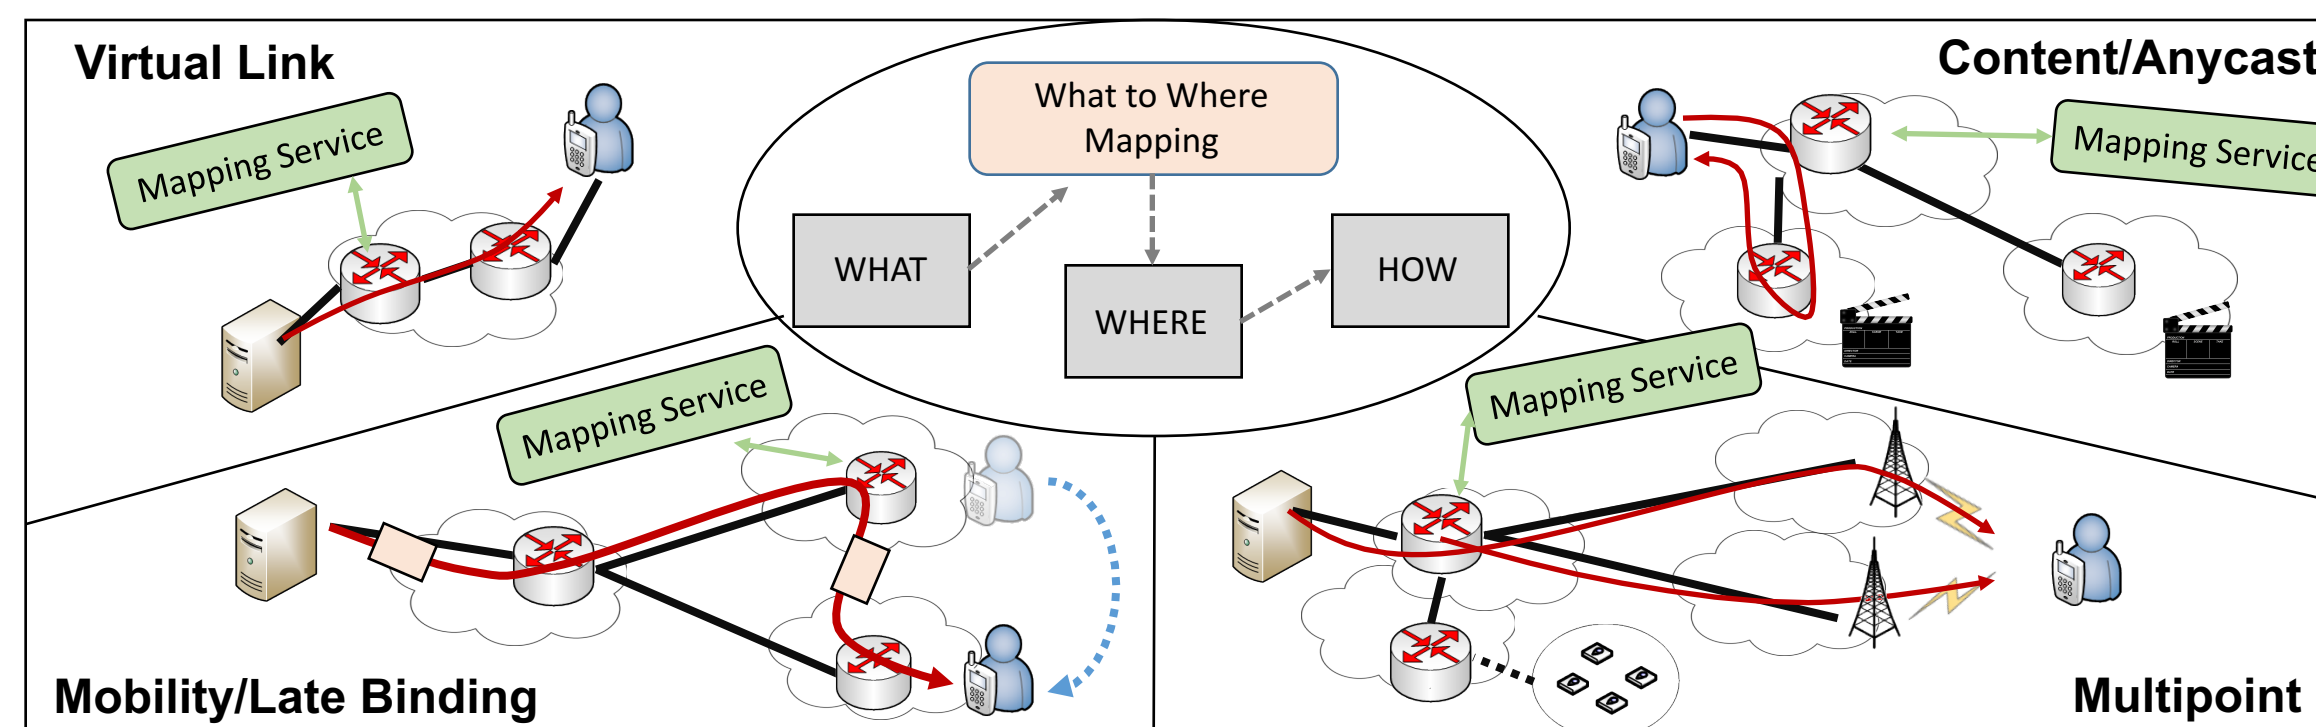 Virtual Link
Mapping Service
What to Where
Mapping
WHAT
WHERE
HOW
Content/Anycast
Mapping Service
Mapping Service
Mobility/Late Binding
Mapping Service
Multipoint